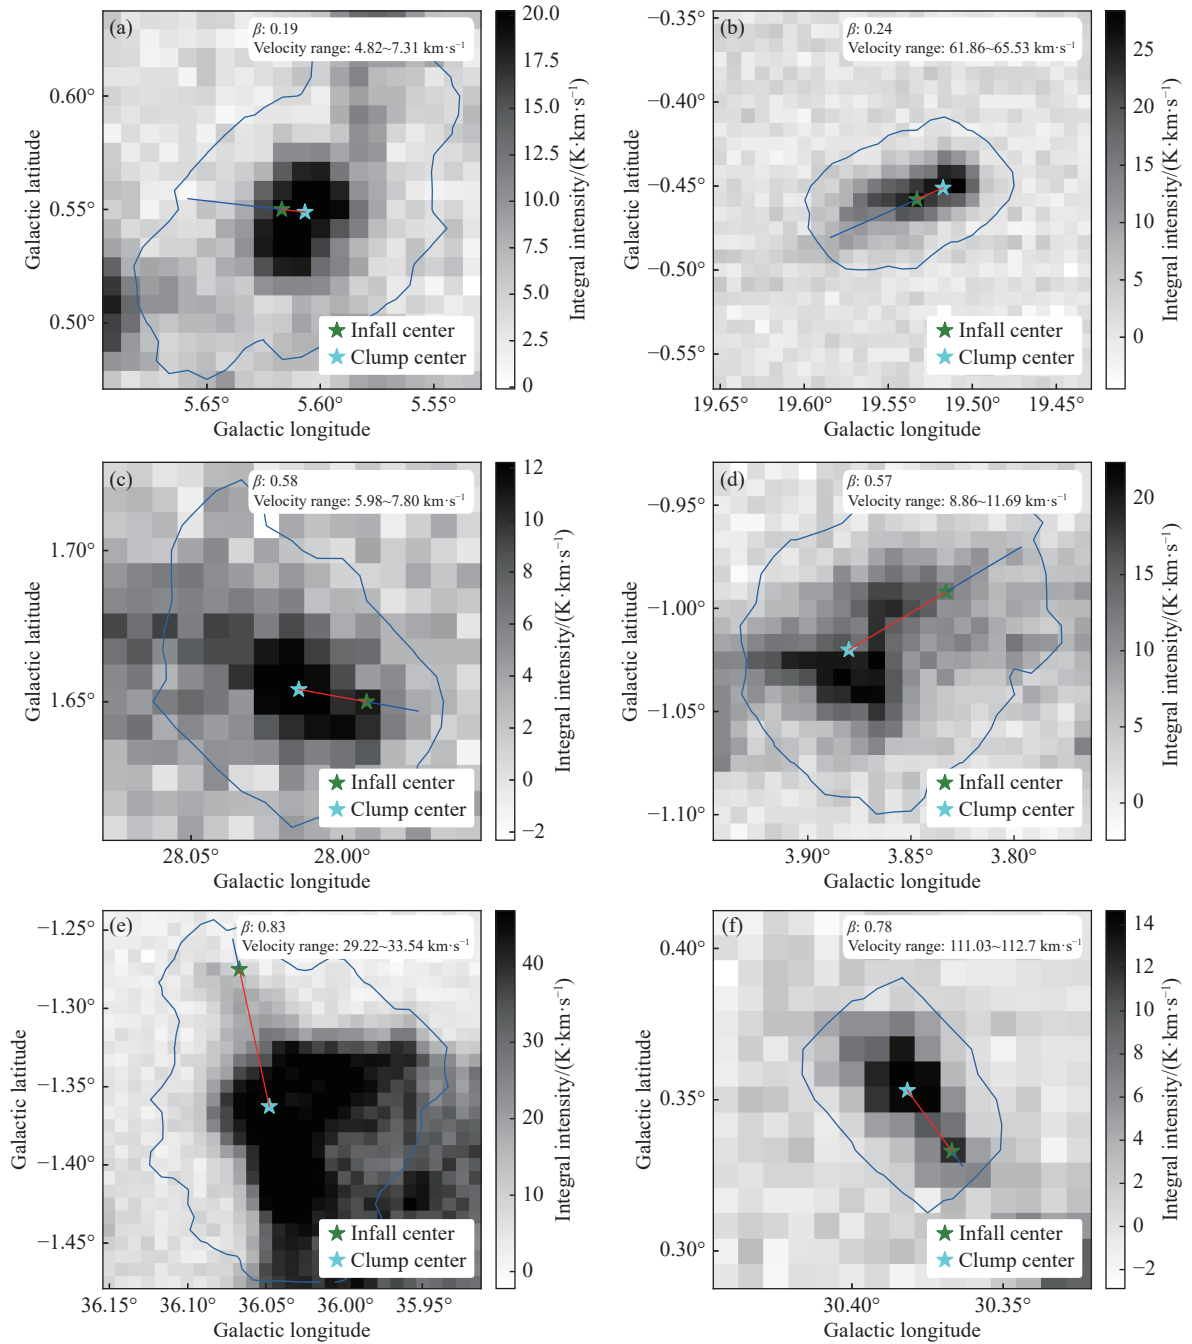 (a)
β: 0.19
Velocity range: 4.82~7.31 km·s⁻¹
0.60°
0.55°
0.50°
Galactic latitude
5.65° 5.60° 5.55°
Galactic longitude
Infall center
Clump center
20.0
17.5
15.0
12.5
10.0
7.5
5.0
2.5
0
Integral intensity/(K·km·s⁻¹)
(b)
β: 0.24
Velocity range: 61.86~65.53 km·s⁻¹
−0.35°
−0.40°
−0.45°
−0.50°
−0.55°
Galactic latitude
19.65° 19.60° 19.55° 19.50° 19.45°
Galactic longitude
Infall center
Clump center
25
20
15
10
5
0
Integral intensity/(K·km·s⁻¹)
(c)
β: 0.58
Velocity range: 5.98~7.80 km·s⁻¹
1.70°
1.65°
Galactic latitude
28.05° 28.00°
Galactic longitude
Infall center
Clump center
12
10
8
6
4
2
0
−2
Integral intensity/(K·km·s⁻¹)
(d)
β: 0.57
Velocity range: 8.86~11.69 km·s⁻¹
−0.95°
−1.00°
−1.05°
−1.10°
Galactic latitude
3.90° 3.85° 3.80°
Galactic longitude
Infall center
Clump center
20
15
10
5
0
Integral intensity/(K·km·s⁻¹)
(e)
β: 0.83
Velocity range: 29.22~33.54 km·s⁻¹
−1.25°
−1.30°
−1.35°
−1.40°
−1.45°
Galactic latitude
36.15° 36.10° 36.05° 36.00° 35.95°
Galactic longitude
Infall center
Clump center
40
30
20
10
0
Integral intensity/(K·km·s⁻¹)
(f)
β: 0.78
Velocity range: 111.03~112.7 km·s⁻¹
0.40°
0.35°
0.30°
Galactic latitude
30.40° 30.35°
Galactic longitude
Infall center
Clump center
14
12
10
8
6
4
2
0
−2
Integral intensity/(K·km·s⁻¹)